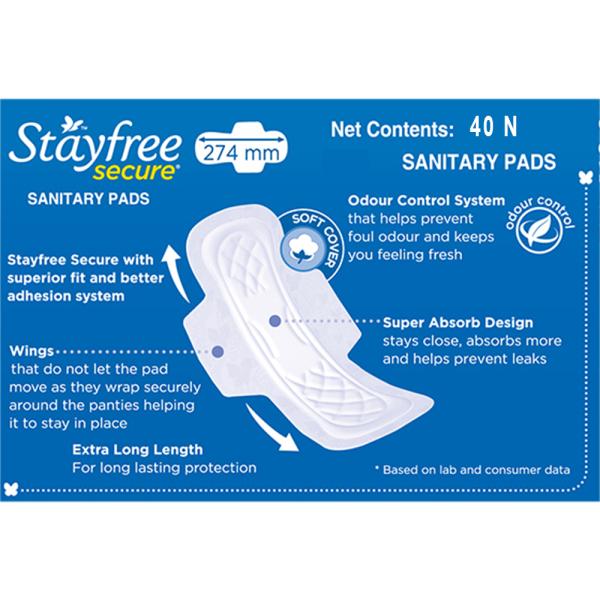 Stayfree™
secure®
SANITARY PADS
274 mm
Net Contents: 40 N
SANITARY PADS
Odour Control System
that helps prevent
foul odour and keeps
you feeling fresh
odour control
SOFT COVER
Stayfree Secure with
superior fit and better
adhesion system
Super Absorb Design
stays close, absorbs more
and helps prevent leaks
Wings
that do not let the pad
move as they wrap securely
around the panties helping
it to stay in place
Extra Long Length
For long lasting protection
* Based on lab and consumer data